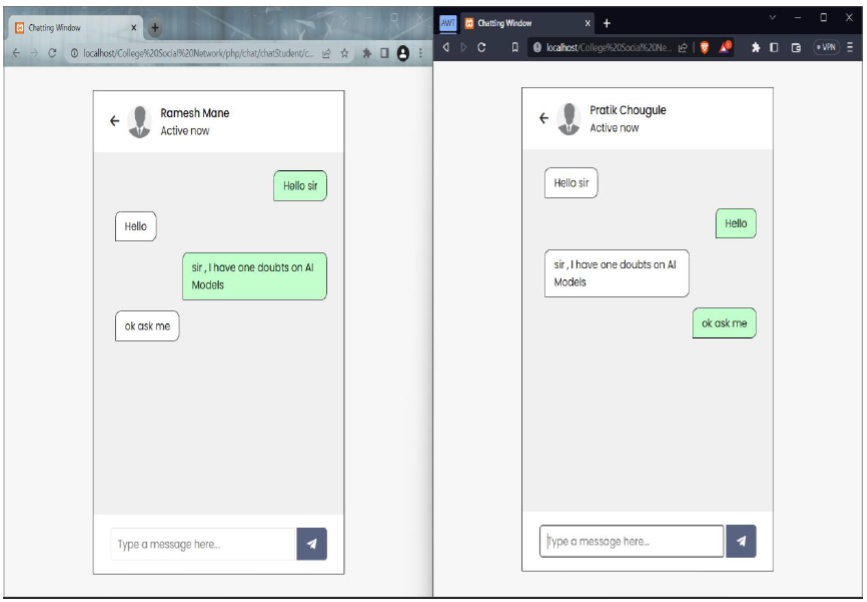 Chatting Window
localhost/College%20Social%20Network/php/chat/chatStudent/c...
Ramesh Mane
Active now
Hello sir
Hello
sir , I have one doubts on AI
Models
ok ask me
Type a message here...
AWT
Chatting Window
localhost/College%20Social%20Ne...
VPN
Pratik Chougule
Active now
Hello sir
Hello
sir , I have one doubts on AI
Models
ok ask me
Type a message here...